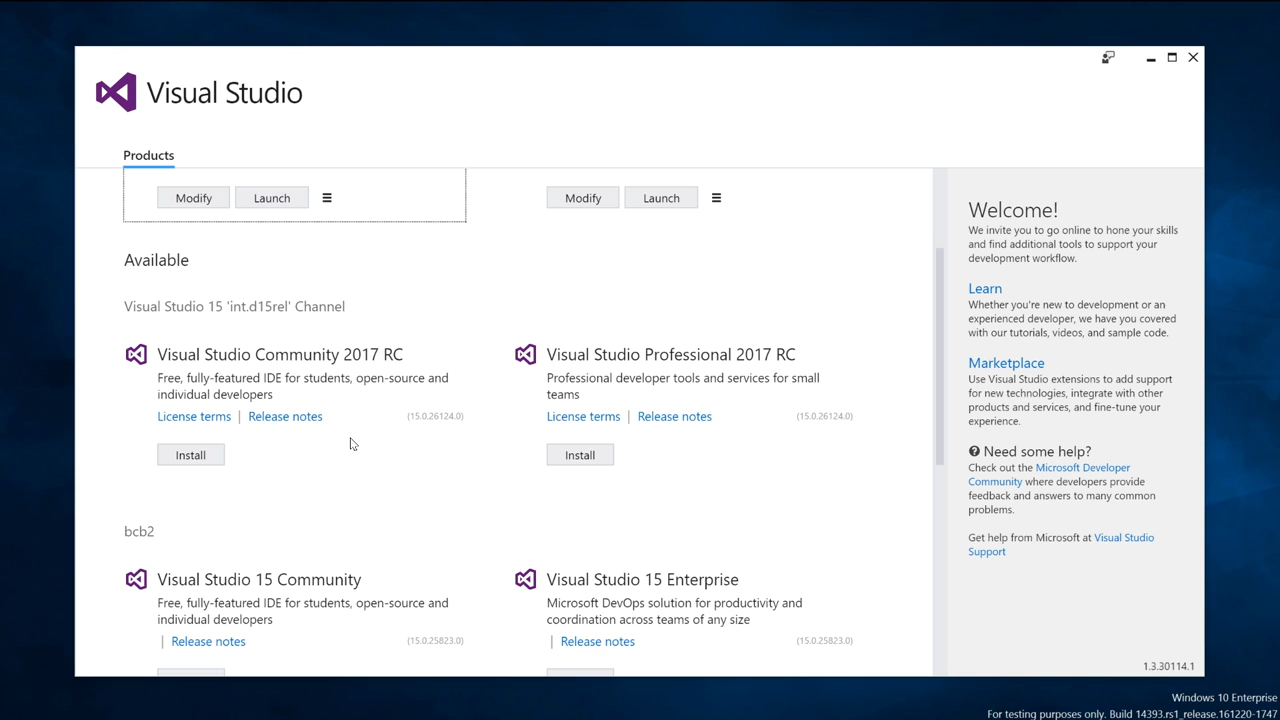 Visual Studio
Products
Modify
Launch
Modify
Launch
Available
Visual Studio 15 'int.d15rel' Channel
Visual Studio Community 2017 RC
Free, fully-featured IDE for students, open-source and
individual developers
License terms | Release notes
(15.0.26124.0)
Install
Visual Studio Professional 2017 RC
Professional developer tools and services for small
teams
License terms | Release notes
(15.0.26124.0)
Install
bcb2
Visual Studio 15 Community
Free, fully-featured IDE for students, open-source and
individual developers
| Release notes
(15.0.25823.0)
Visual Studio 15 Enterprise
Microsoft DevOps solution for productivity and
coordination across teams of any size
| Release notes
(15.0.25823.0)
Welcome!
We invite you to go online to hone your skills
and find additional tools to support your
development workflow.
Learn
Whether you're new to development or an
experienced developer, we have you covered
with our tutorials, videos, and sample code.
Marketplace
Use Visual Studio extensions to add support
for new technologies, integrate with other
products and services, and fine-tune your
experience.
Need some help?
Check out the Microsoft Developer
Community where developers provide
feedback and answers to many common
problems.
Get help from Microsoft at Visual Studio
Support
1.3.30114.1
Windows 10 Enterprise
For testing purposes only. Build 14393.rs1_release.161220-1747